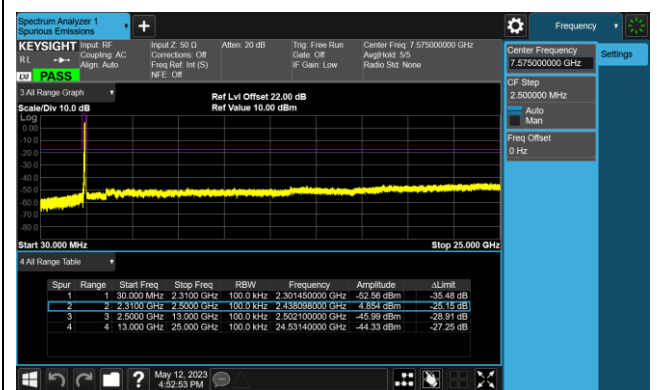 Spectrum Analyzer 1
Spurious Emissions
Frequency
KEYSIGHT Input: RF Input Z: 50 Ω Atten: 20 dB Trig: Free Run Center Freq: 7.575000000 GHz
RL Coupling: AC Corrections: Off Gate: Off Avg|Hold: 5/5
Align: Auto Freq Ref: Int (S) IF Gain: Low Radio Std: None
LXI PASS NFE: Off
Center Frequency
7.575000000 GHz
Settings
CF Step
2.500000 MHz
Auto
Man
Freq Offset
0 Hz
3 All Range Graph
Ref Lvl Offset 22.00 dB
Scale/Div 10.0 dB Ref Value 10.00 dBm
Log
0.00
-10.0
-20.0
-30.0
-40.0
-50.0
-60.0
-70.0
-80.0
Start 30.000 MHz Stop 25.000 GHz
4 All Range Table
Spur Range Start Freq Stop Freq RBW Frequency Amplitude ΔLimit
1 1 30.000 MHz 2.3100 GHz 100.0 kHz 2.301450000 GHz -52.56 dBm -35.48 dB
2 2 2.3100 GHz 2.5000 GHz 100.0 kHz 2.438098000 GHz 4.854 dBm -25.15 dB
3 3 2.5000 GHz 13.000 GHz 100.0 kHz 2.502100000 GHz -45.99 dBm -28.91 dB
4 4 13.000 GHz 25.000 GHz 100.0 kHz 24.53140000 GHz -44.33 dBm -27.25 dB
May 12, 2023
4:52:53 PM